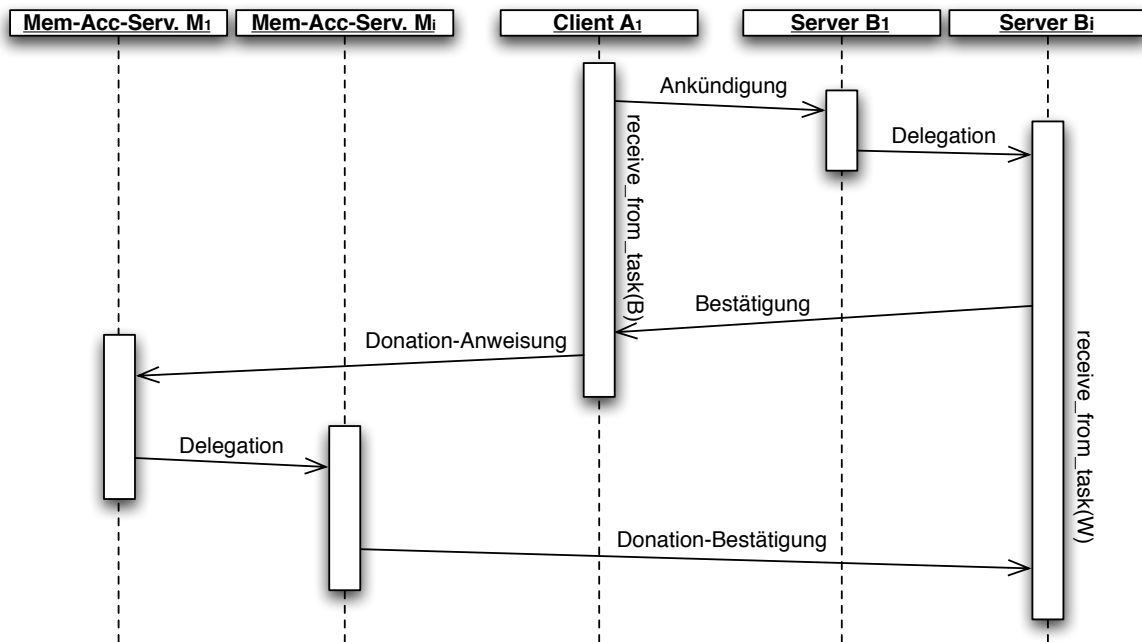 Mem-Acc-Serv. M1
Mem-Acc-Serv. Mi
Client A1
Server B1
Server Bi
Ankündigung
Delegation
receive_from_task(B)
Bestätigung
Donation-Anweisung
receive_from_task(W)
Delegation
Donation-Bestätigung